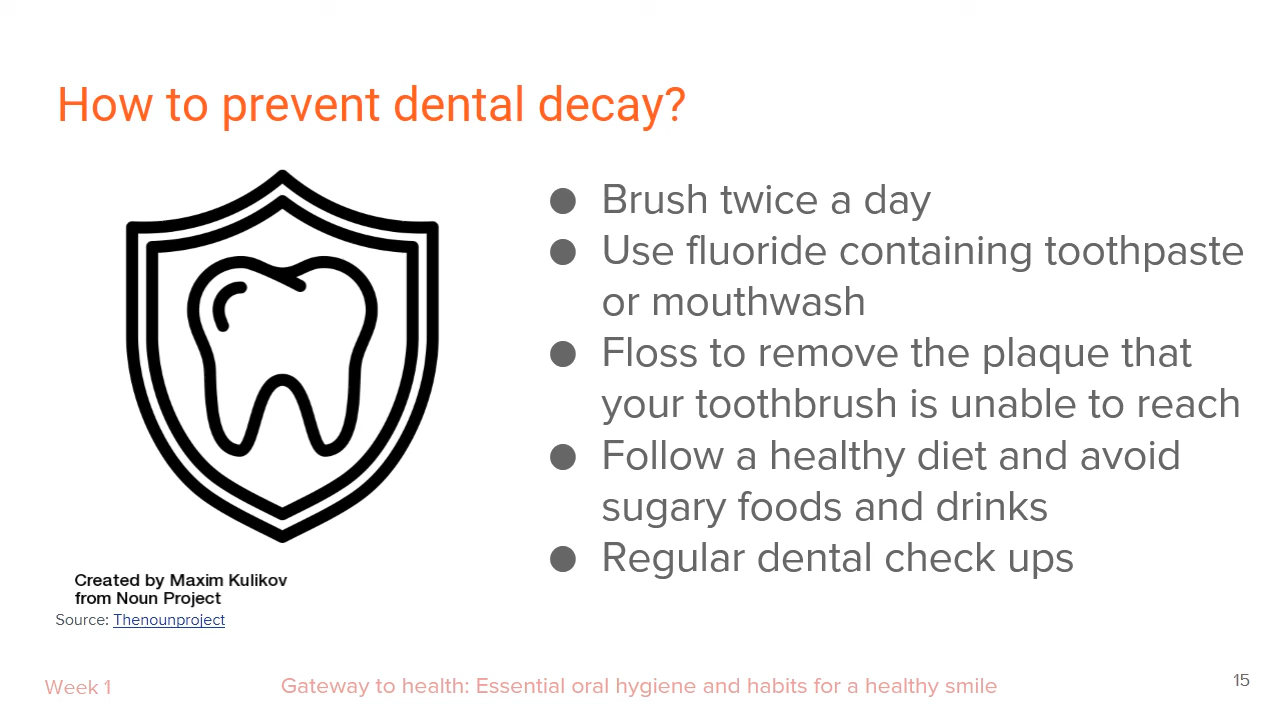 How to prevent dental decay?
● Brush twice a day
● Use fluoride containing toothpaste
or mouthwash
● Floss to remove the plaque that
your toothbrush is unable to reach
● Follow a healthy diet and avoid
sugary foods and drinks
● Regular dental check ups
Created by Maxim Kulikov
from Noun Project
Source: Thenounproject
Week 1
Gateway to health: Essential oral hygiene and habits for a healthy smile
15